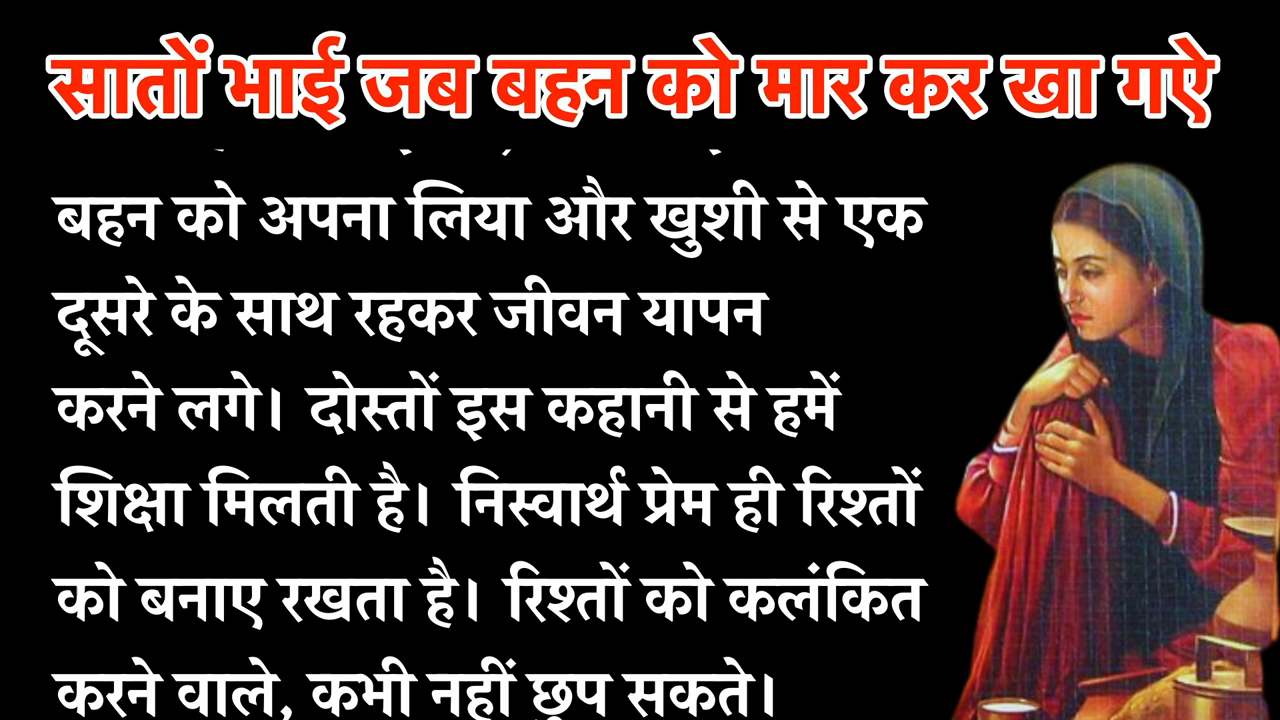 सातों भाई जब बहन को मार कर खा गऐ
बहन को अपना लिया और खुशी से एक
दूसरे के साथ रहकर जीवन यापन
करने लगे। दोस्तों इस कहानी से हमें
शिक्षा मिलती है। निस्वार्थ प्रेम ही रिश्तों
को बनाए रखता है। रिश्तों को कलंकित
करने वाले, कभी नहीं छुप सकते।